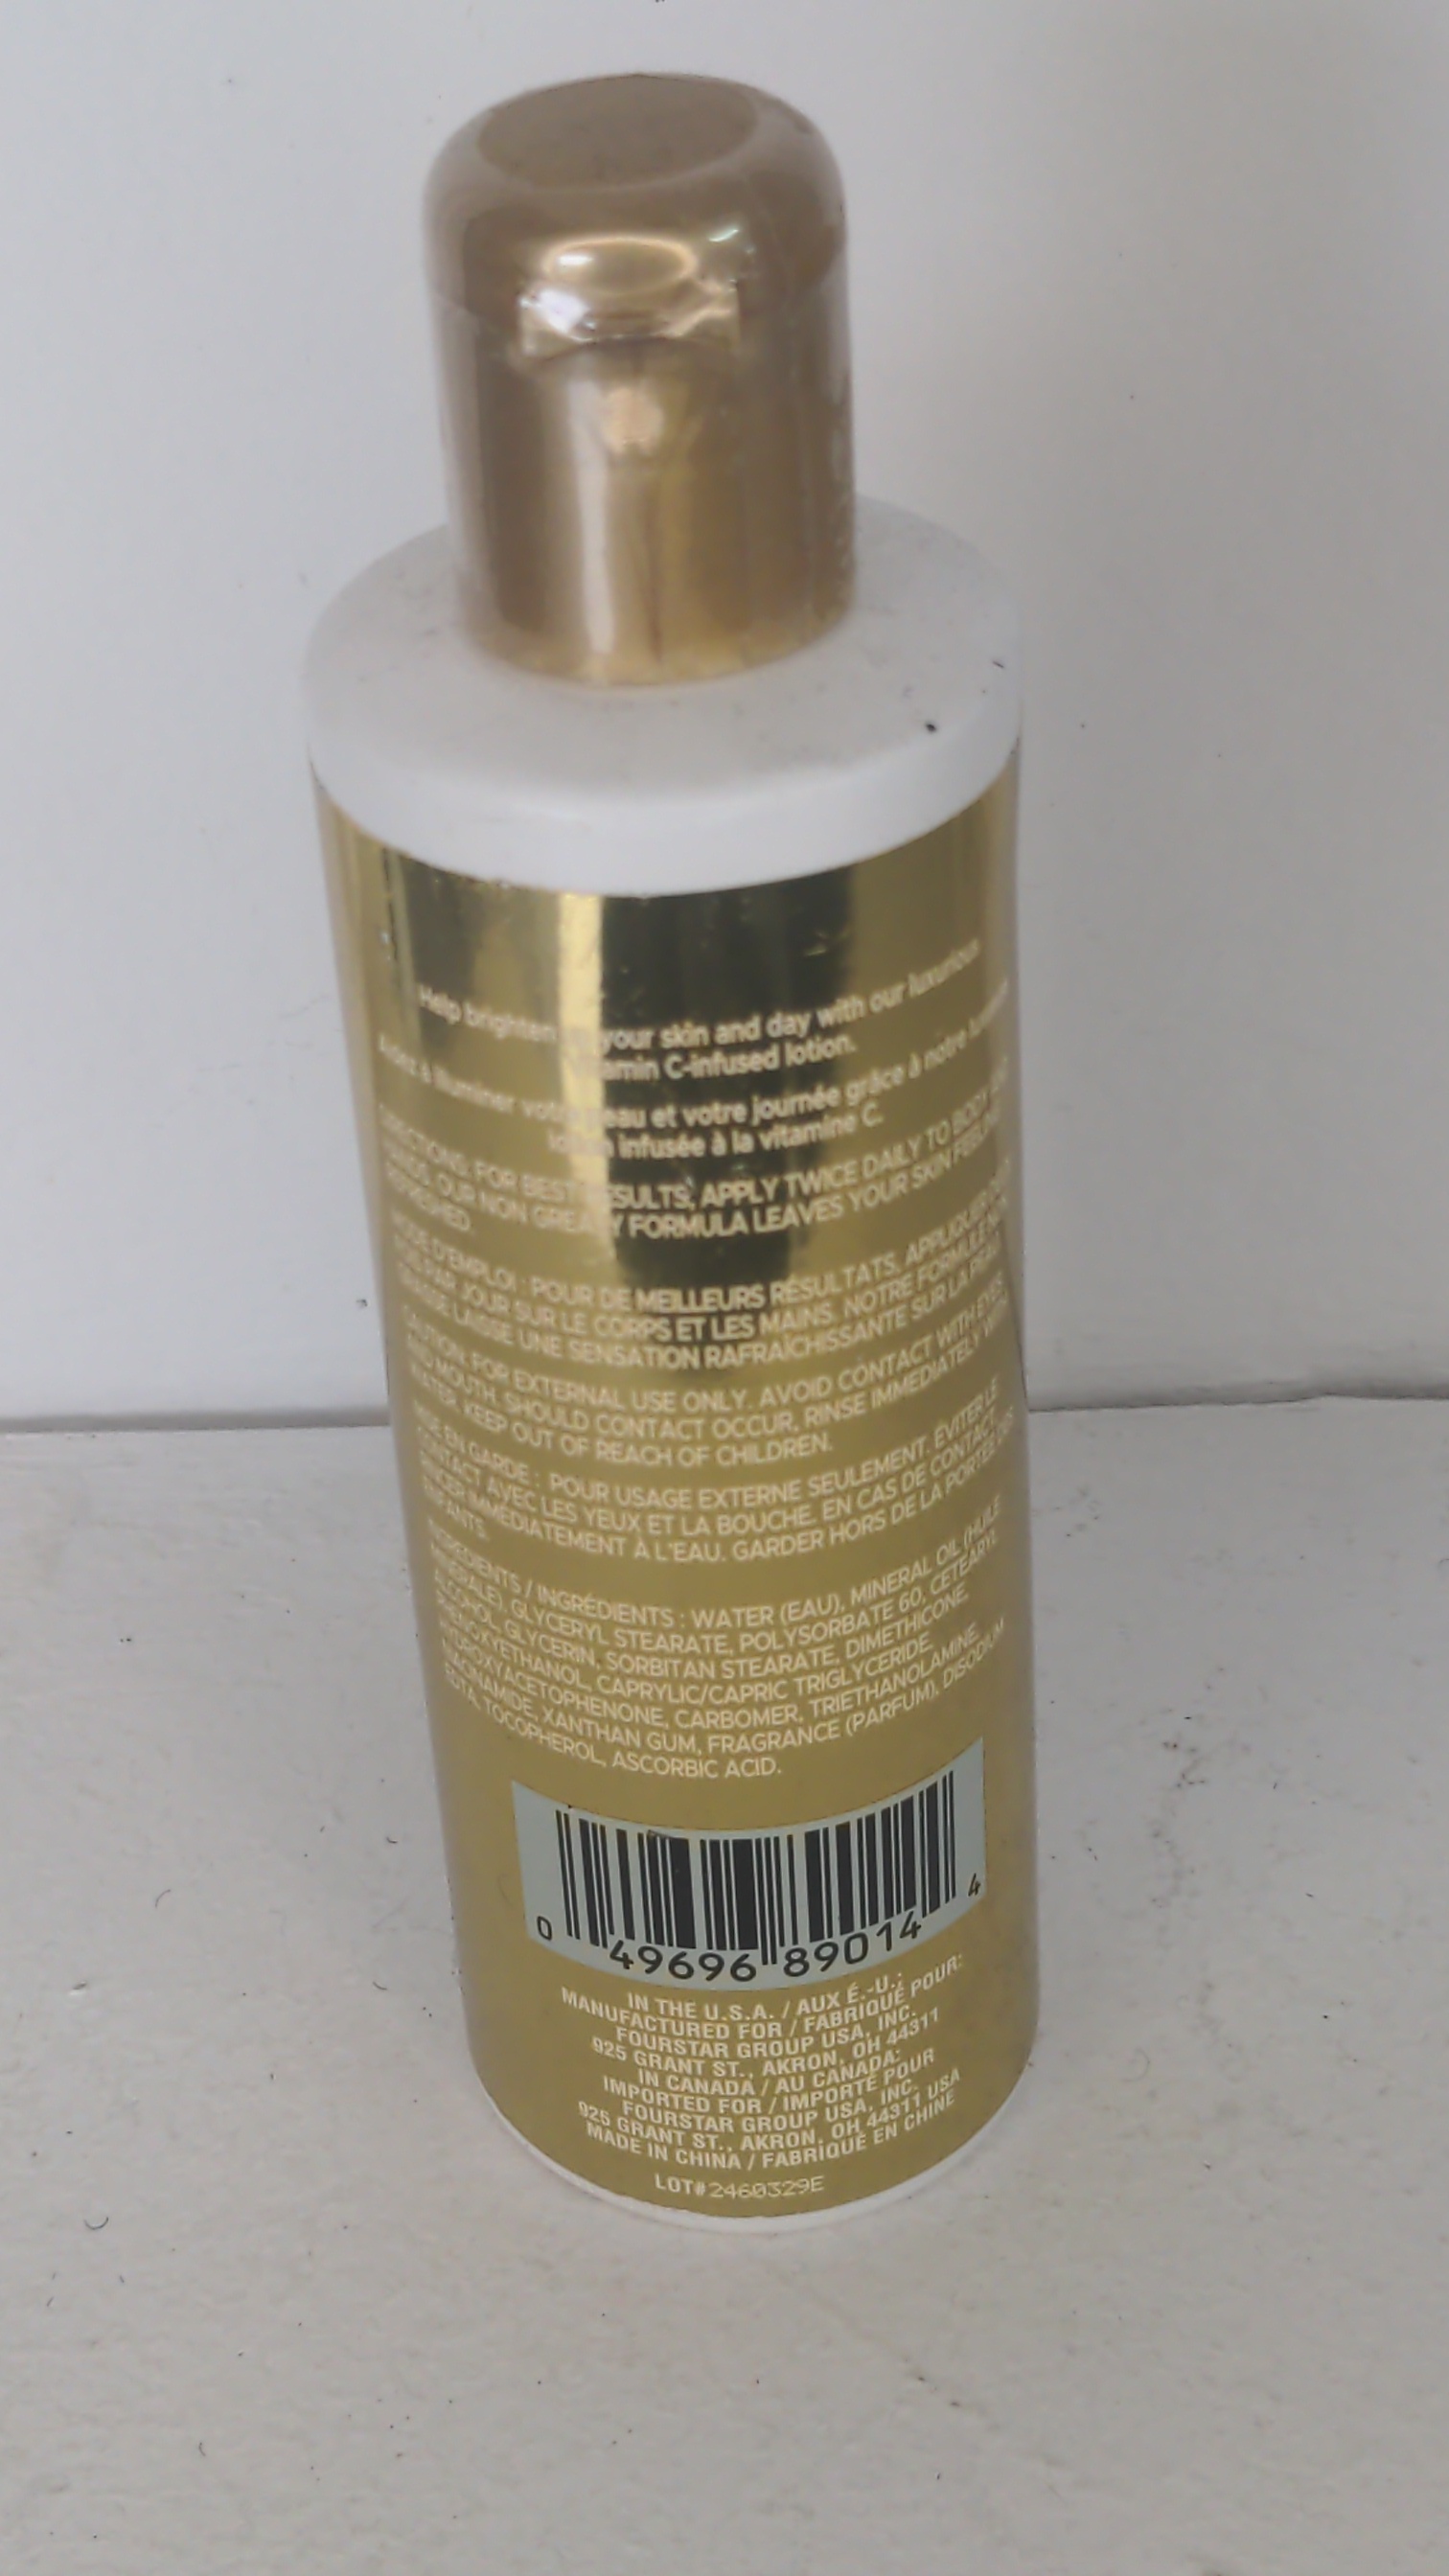 Help brighten your skin and day with our luxurious
C-infused lotion.
à illuminer votre peau et votre journée grâce à notre
infusée à la vitamine C.
DIRECTIONS: FOR BEST RESULTS, APPLY TWICE DAILY TO BODY
OUR NON GREASY FORMULA LEAVES YOUR SKIN FEELING
REFRESHED.
MODE D'EMPLOI : POUR DE MEILLEURS RÉSULTATS, APPLIQUER
PAR JOUR SUR LE CORPS ET LES MAINS. NOTRE FORMULE NON
LAISSE UNE SENSATION RAFRAÎCHISSANTE SUR LA PEAU.
CAUTION: FOR EXTERNAL USE ONLY. AVOID CONTACT WITH EYES
AND MOUTH. SHOULD CONTACT OCCUR, RINSE IMMEDIATELY WITH
WATER. KEEP OUT OF REACH OF CHILDREN.
MISE EN GARDE : POUR USAGE EXTERNE SEULEMENT. ÉVITER LE
CONTACT AVEC LES YEUX ET LA BOUCHE. EN CAS DE CONTACT,
RINCER IMMÉDIATEMENT À L'EAU. GARDER HORS DE LA PORTÉE DES
ENFANTS.
INGREDIENTS / INGRÉDIENTS : WATER (EAU), MINERAL OIL (HUILE
MINÉRALE), GLYCERYL STEARATE, POLYSORBATE 60, CETEARYL
ALCOHOL, GLYCERIN, SORBITAN STEARATE, DIMETHICONE,
PHENOXYETHANOL, CAPRYLIC/CAPRIC TRIGLYCERIDE,
HYDROXYACETOPHENONE, CARBOMER, TRIETHANOLAMINE,
NIACINAMIDE, XANTHAN GUM, FRAGRANCE (PARFUM), DISODIUM
EDTA, TOCOPHEROL, ASCORBIC ACID.
0 49696 89014 4
IN THE U.S.A. / AUX É.-U.:
MANUFACTURED FOR / FABRIQUÉ POUR:
FOURSTAR GROUP USA, INC.
925 GRANT ST., AKRON, OH 44311
IN CANADA / AU CANADA:
IMPORTED FOR / IMPORTÉ POUR
FOURSTAR GROUP USA, INC.
925 GRANT ST., AKRON, OH 44311 USA
MADE IN CHINA / FABRIQUÉ EN CHINE
LOT# 2460329E